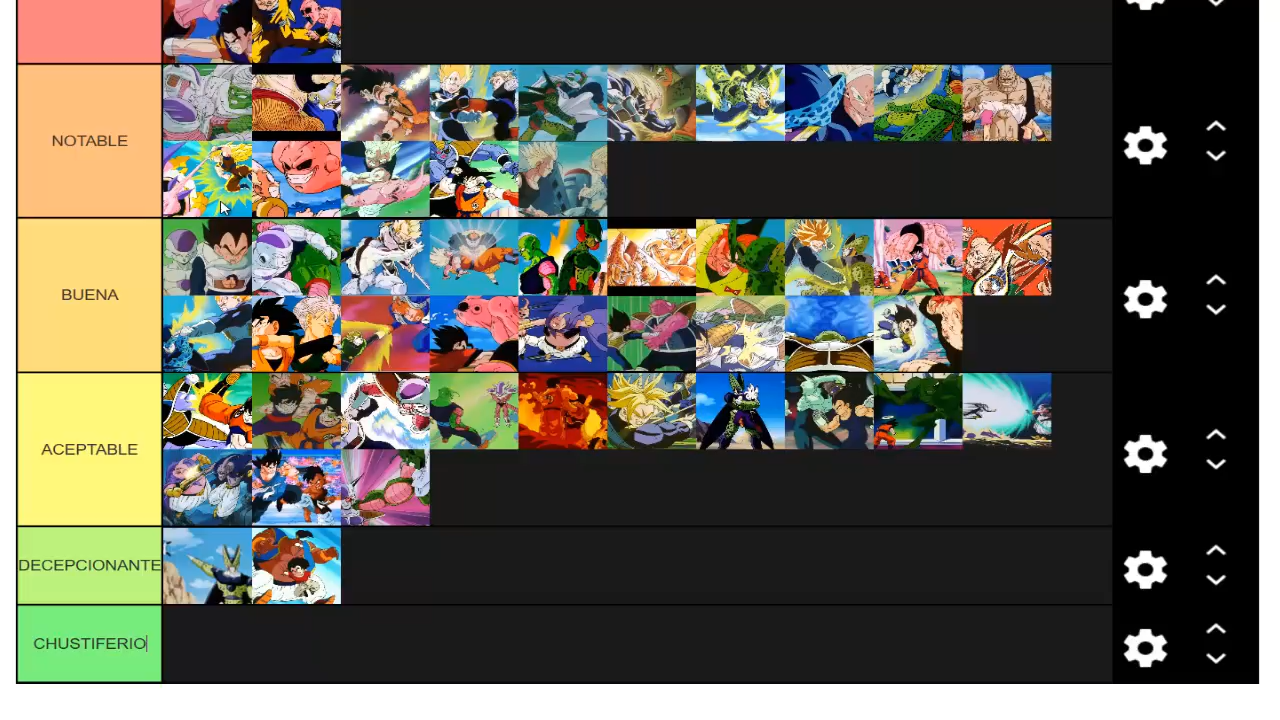 NOTABLE
BUENA
ACEPTABLE
DECEPCIONANTE
CHUSTIFERIO